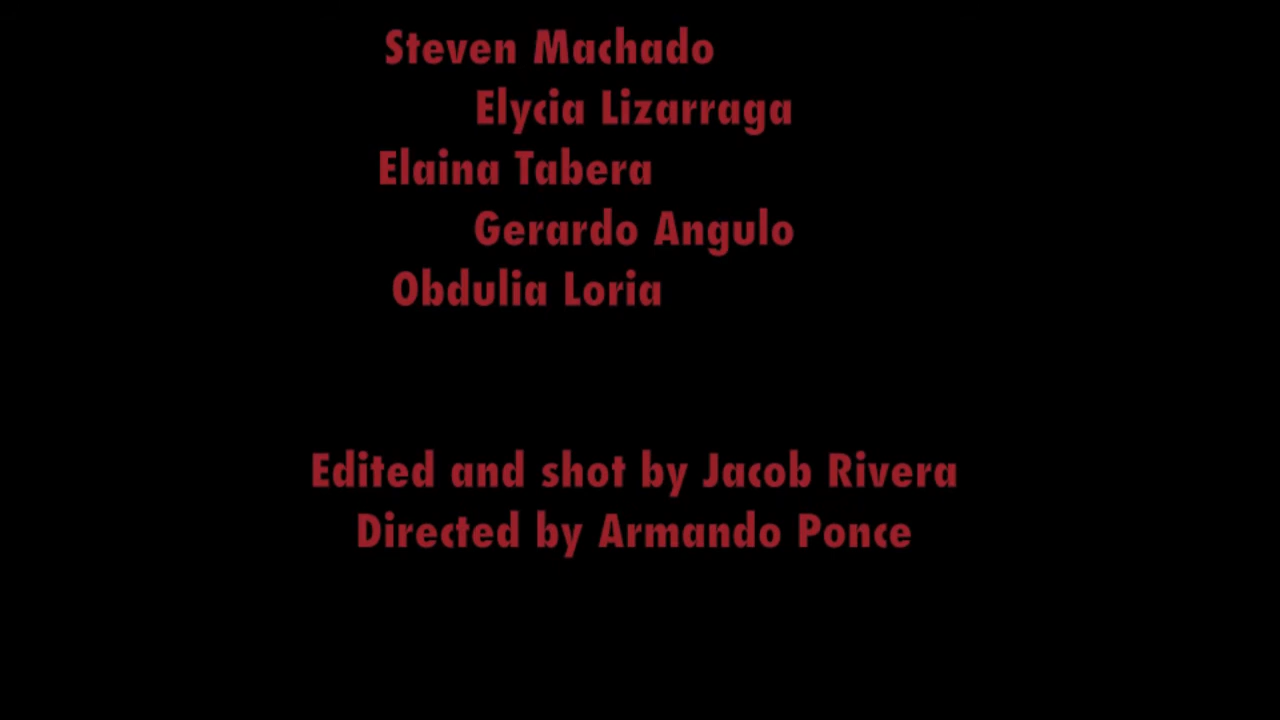 Steven Machado
Elycia Lizarraga
Elaina Tabera
Gerardo Angulo
Obdulia Loria
Edited and shot by Jacob Rivera
Directed by Armando Ponce